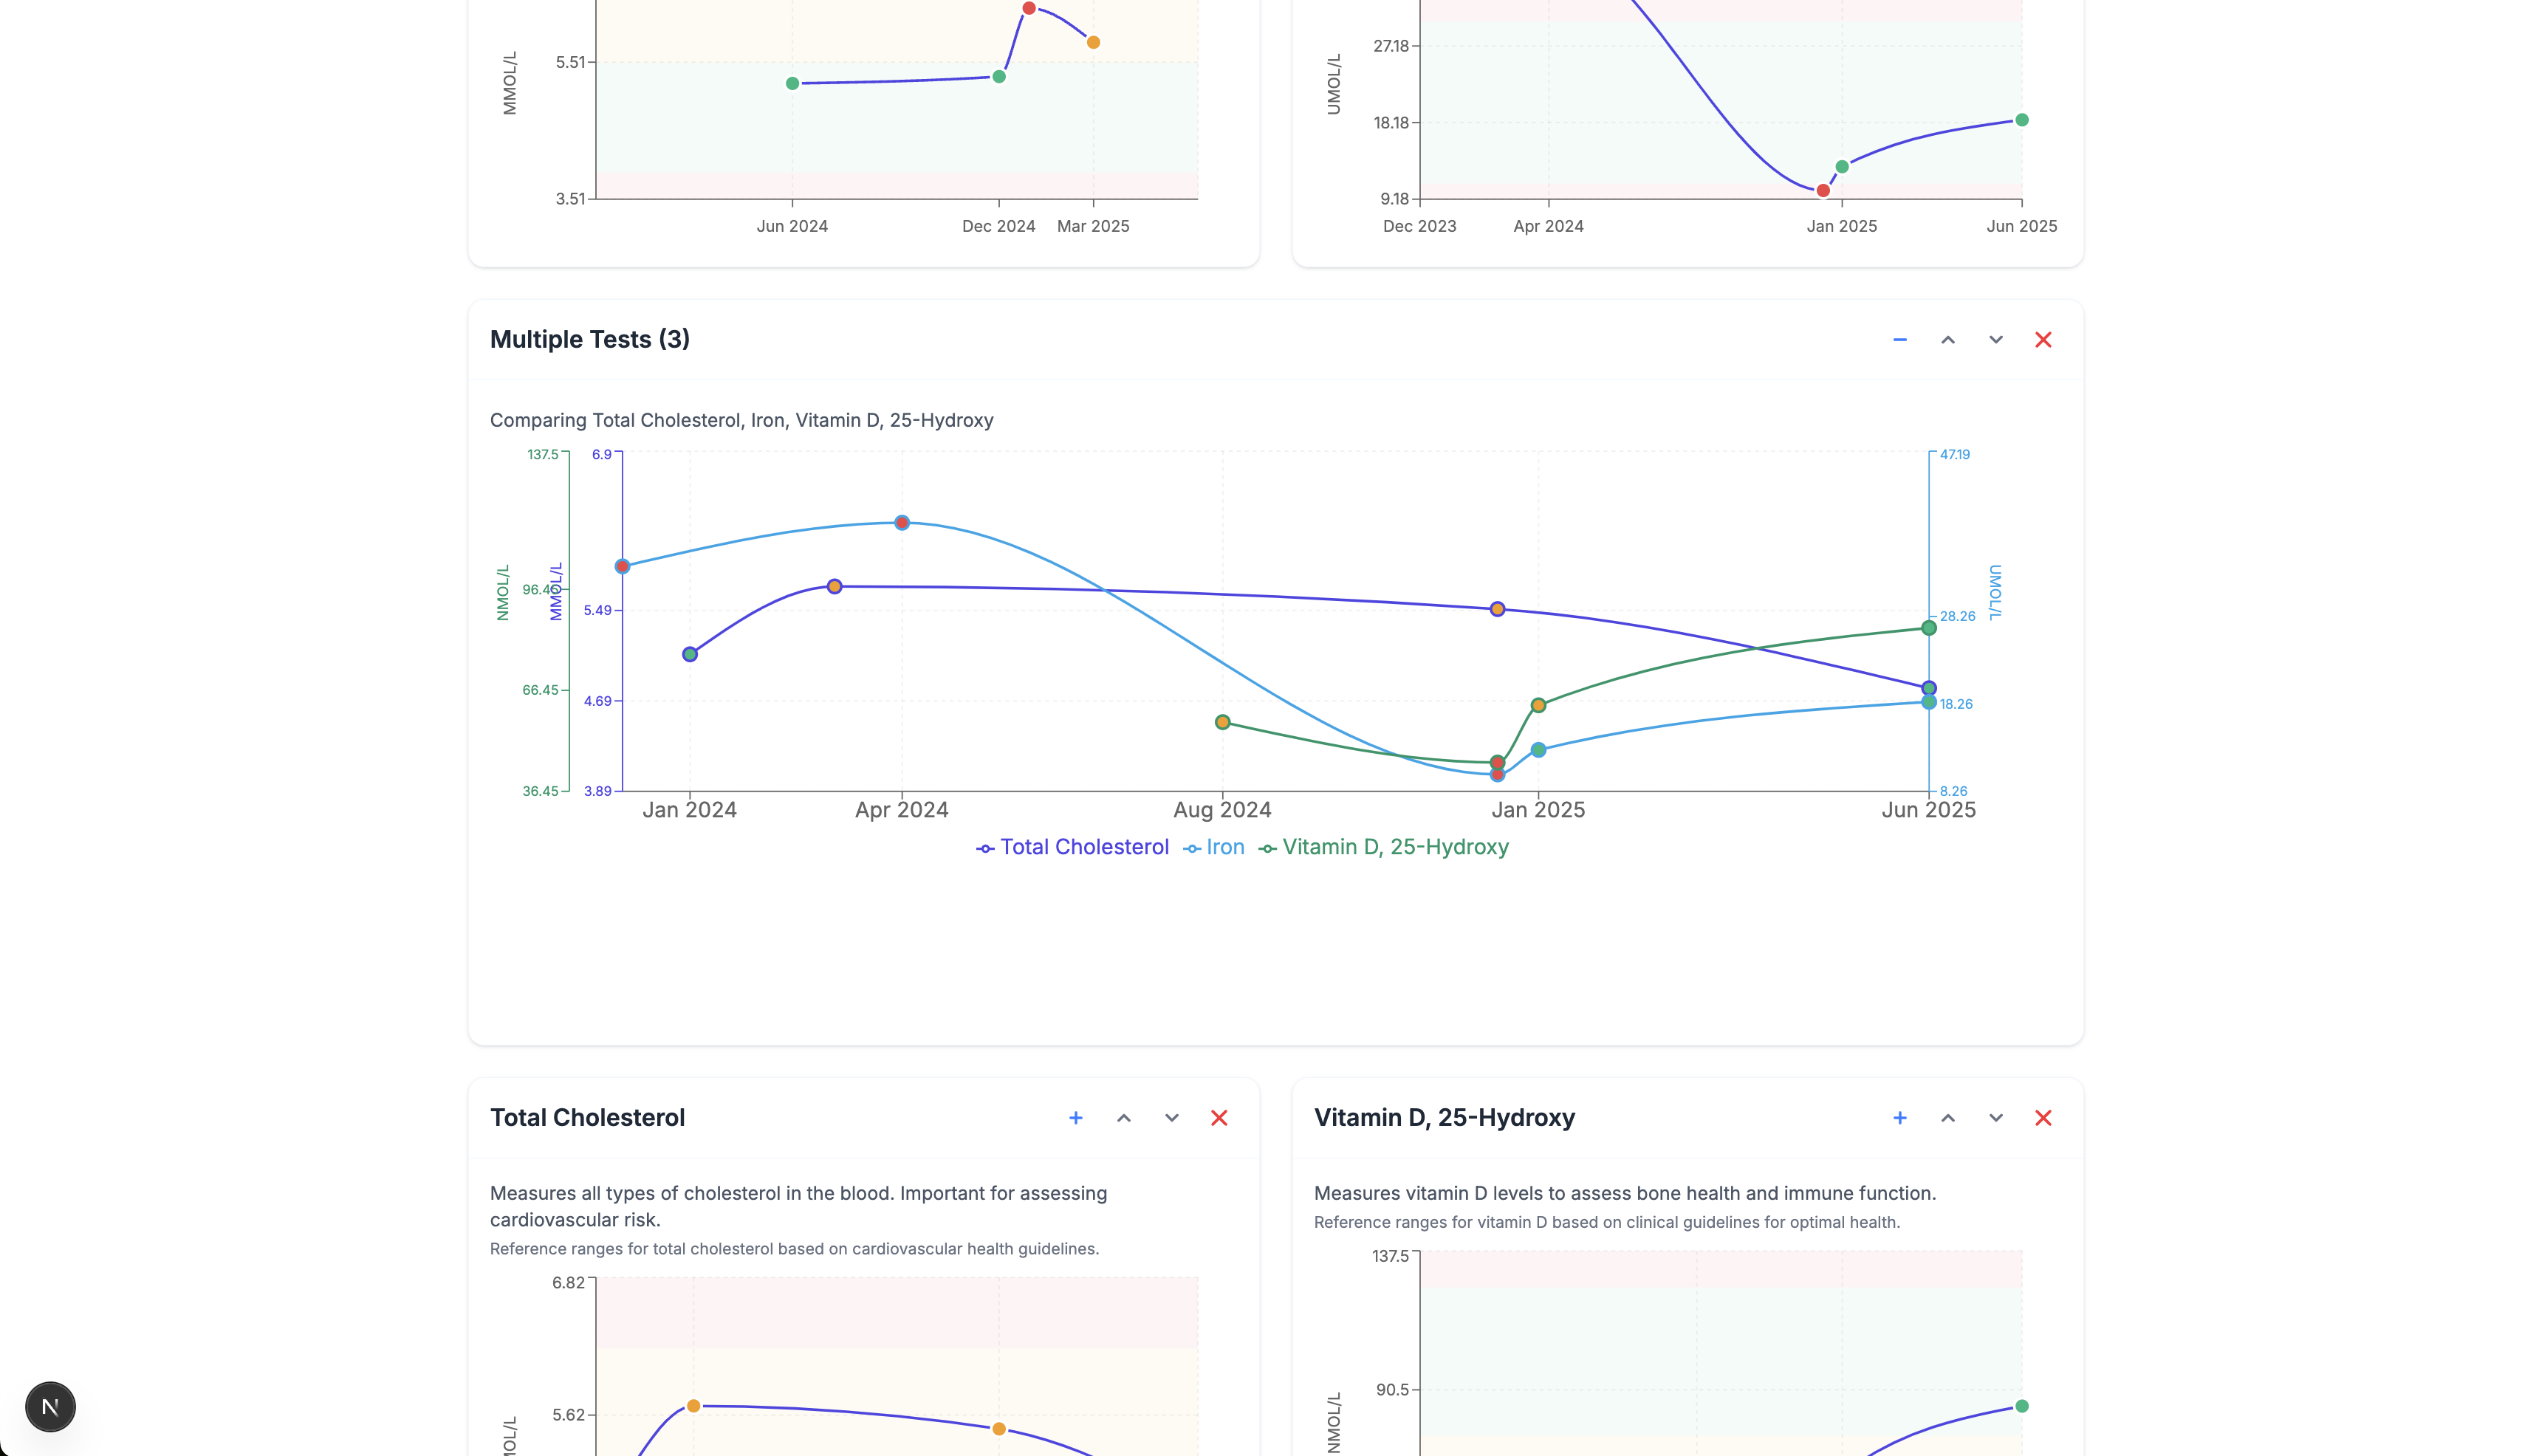 MMOL/L
5.51
3.51
Jun 2024
Dec 2024
Mar 2025
UMOL/L
27.18
18.18
9.18
Dec 2023
Apr 2024
Jan 2025
Jun 2025
Multiple Tests (3)
Comparing Total Cholesterol, Iron, Vitamin D, 25-Hydroxy
137.5
96.45
66.45
36.45
NMOL/L
6.9
5.49
4.69
3.89
MMOL/L
47.19
28.26
18.26
8.26
UMOL/L
Jan 2024
Apr 2024
Aug 2024
Jan 2025
Jun 2025
Total Cholesterol
Iron
Vitamin D, 25-Hydroxy
Total Cholesterol
Measures all types of cholesterol in the blood. Important for assessing
cardiovascular risk.
Reference ranges for total cholesterol based on cardiovascular health guidelines.
6.82
5.62
MOL/L
Vitamin D, 25-Hydroxy
Measures vitamin D levels to assess bone health and immune function.
Reference ranges for vitamin D based on clinical guidelines for optimal health.
137.5
90.5
NMOL/L
N